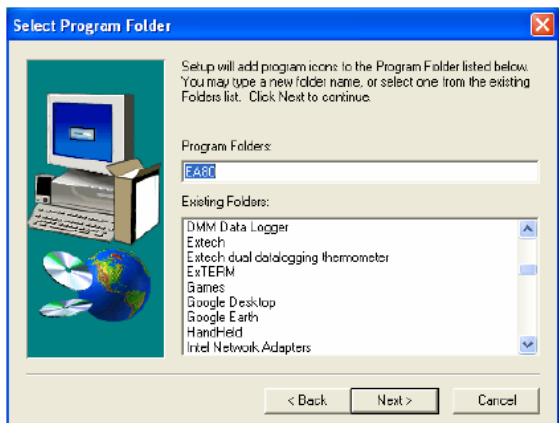 Select Program Folder
Setup will add program icons to the Program Folder listed below.
You may type a new folder name, or select one from the existing
Folders list. Click Next to continue.
Program Folders:
EA80
Existing Folders:
DMM Data Logger
Extech
Extech dual datalogging thermometer
ExTERM
Games
Google Desktop
Google Earth
HandHeld
Intel Network Adapters
< Back
Next >
Cancel